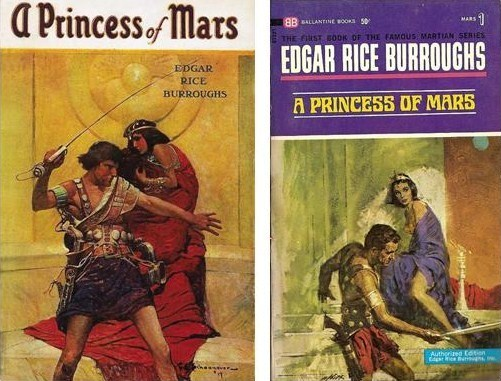 A Princess of Mars
EDGAR
RICE
BURROUGHS
BB BALLANTINE BOOKS 50¢
MARS 1
THE FIRST BOOK OF THE FAMOUS MARTIAN SERIES
EDGAR RICE BURROUGHS
A PRINCESS OF MARS
Authorized Edition
Edgar Rice Burroughs, Inc.